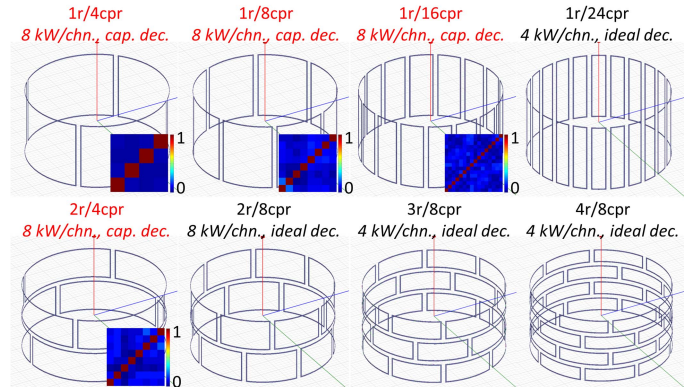 1r/4cpr
8 kW/chn., cap. dec.
1r/8cpr
8 kW/chn., cap. dec.
1r/16cpr
8 kW/chn., cap. dec.
1r/24cpr
4 kW/chn., ideal dec.
1
0
1
0
1
0
2r/4cpr
8 kW/chn., cap. dec.
2r/8cpr
8 kW/chn., ideal dec.
3r/8cpr
4 kW/chn., ideal dec.
4r/8cpr
4 kW/chn., ideal dec.
1
0